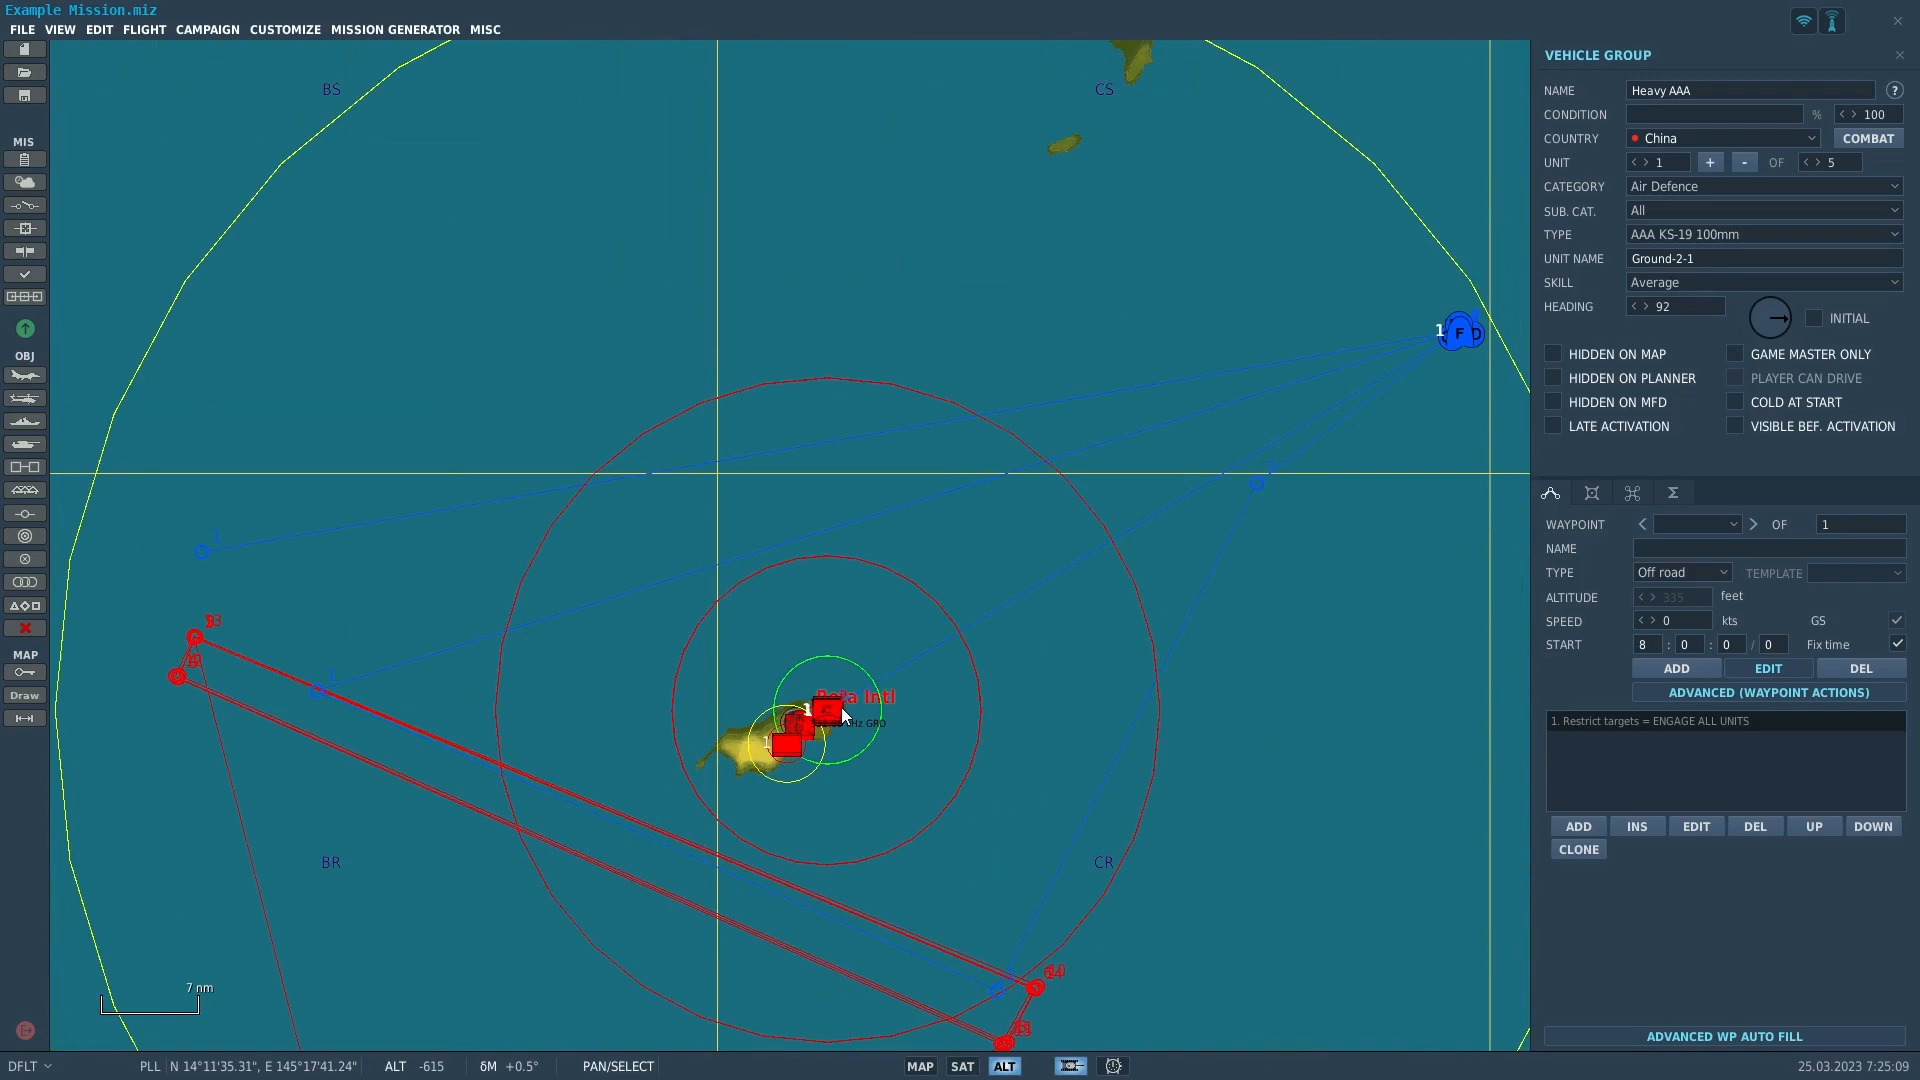 Example Mission.miz
FILE VIEW EDIT FLIGHT CAMPAIGN CUSTOMIZE MISSION GENERATOR MISC
MIS
OBJ
MAP
Draw
BS
CS
BR
CR
1
F D
Rota Intl
1
1
7 nm
VEHICLE GROUP
NAME Heavy AAA ?
CONDITION % < > 100
COUNTRY China COMBAT
UNIT < > 1 + - OF < > 5
CATEGORY Air Defence
SUB. CAT. All
TYPE AAA KS-19 100mm
UNIT NAME Ground-2-1
SKILL Average
HEADING < > 92 INITIAL
HIDDEN ON MAP GAME MASTER ONLY
HIDDEN ON PLANNER PLAYER CAN DRIVE
HIDDEN ON MFD COLD AT START
LATE ACTIVATION VISIBLE BEF. ACTIVATION
WAYPOINT < > OF 1
NAME
TYPE Off road TEMPLATE
ALTITUDE < > 335 feet
SPEED < > 0 kts GS
START 8 : 0 : 0 / 0 Fix time
ADD EDIT DEL
ADVANCED (WAYPOINT ACTIONS)
1. Restrict targets = ENGAGE ALL UNITS
ADD INS EDIT DEL UP DOWN
CLONE
ADVANCED WP AUTO FILL
DFLT PLL N 14°11'35.31", E 145°17'41.24" ALT -615 δM +0.5° PAN/SELECT MAP SAT ALT 25.03.2023 7:25:09